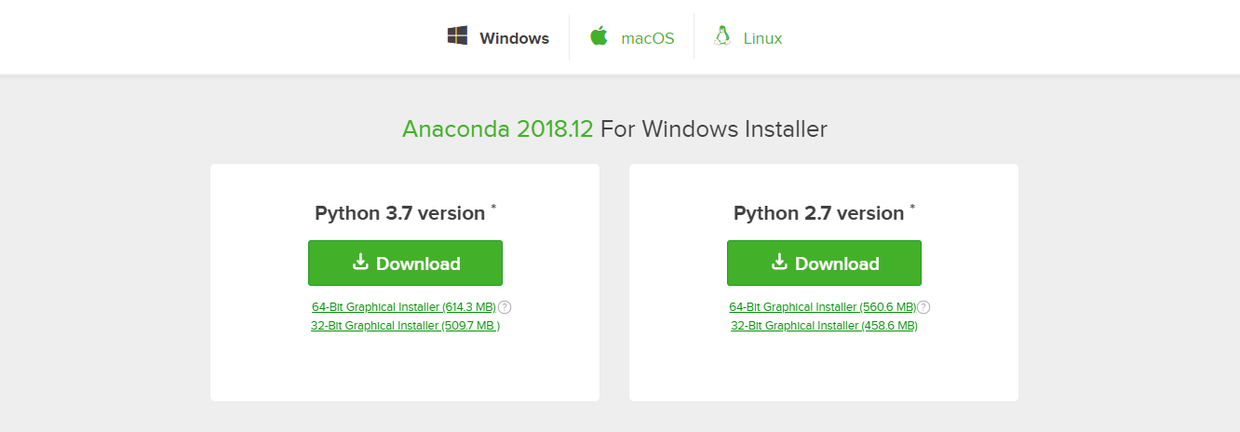 Windows
macOS
Linux
Anaconda 2018.12 For Windows Installer
Python 3.7 version *
Download
64-Bit Graphical Installer (614.3 MB) ?
32-Bit Graphical Installer (509.7 MB )
Python 2.7 version *
Download
64-Bit Graphical Installer (560.6 MB) ?
32-Bit Graphical Installer (458.6 MB)